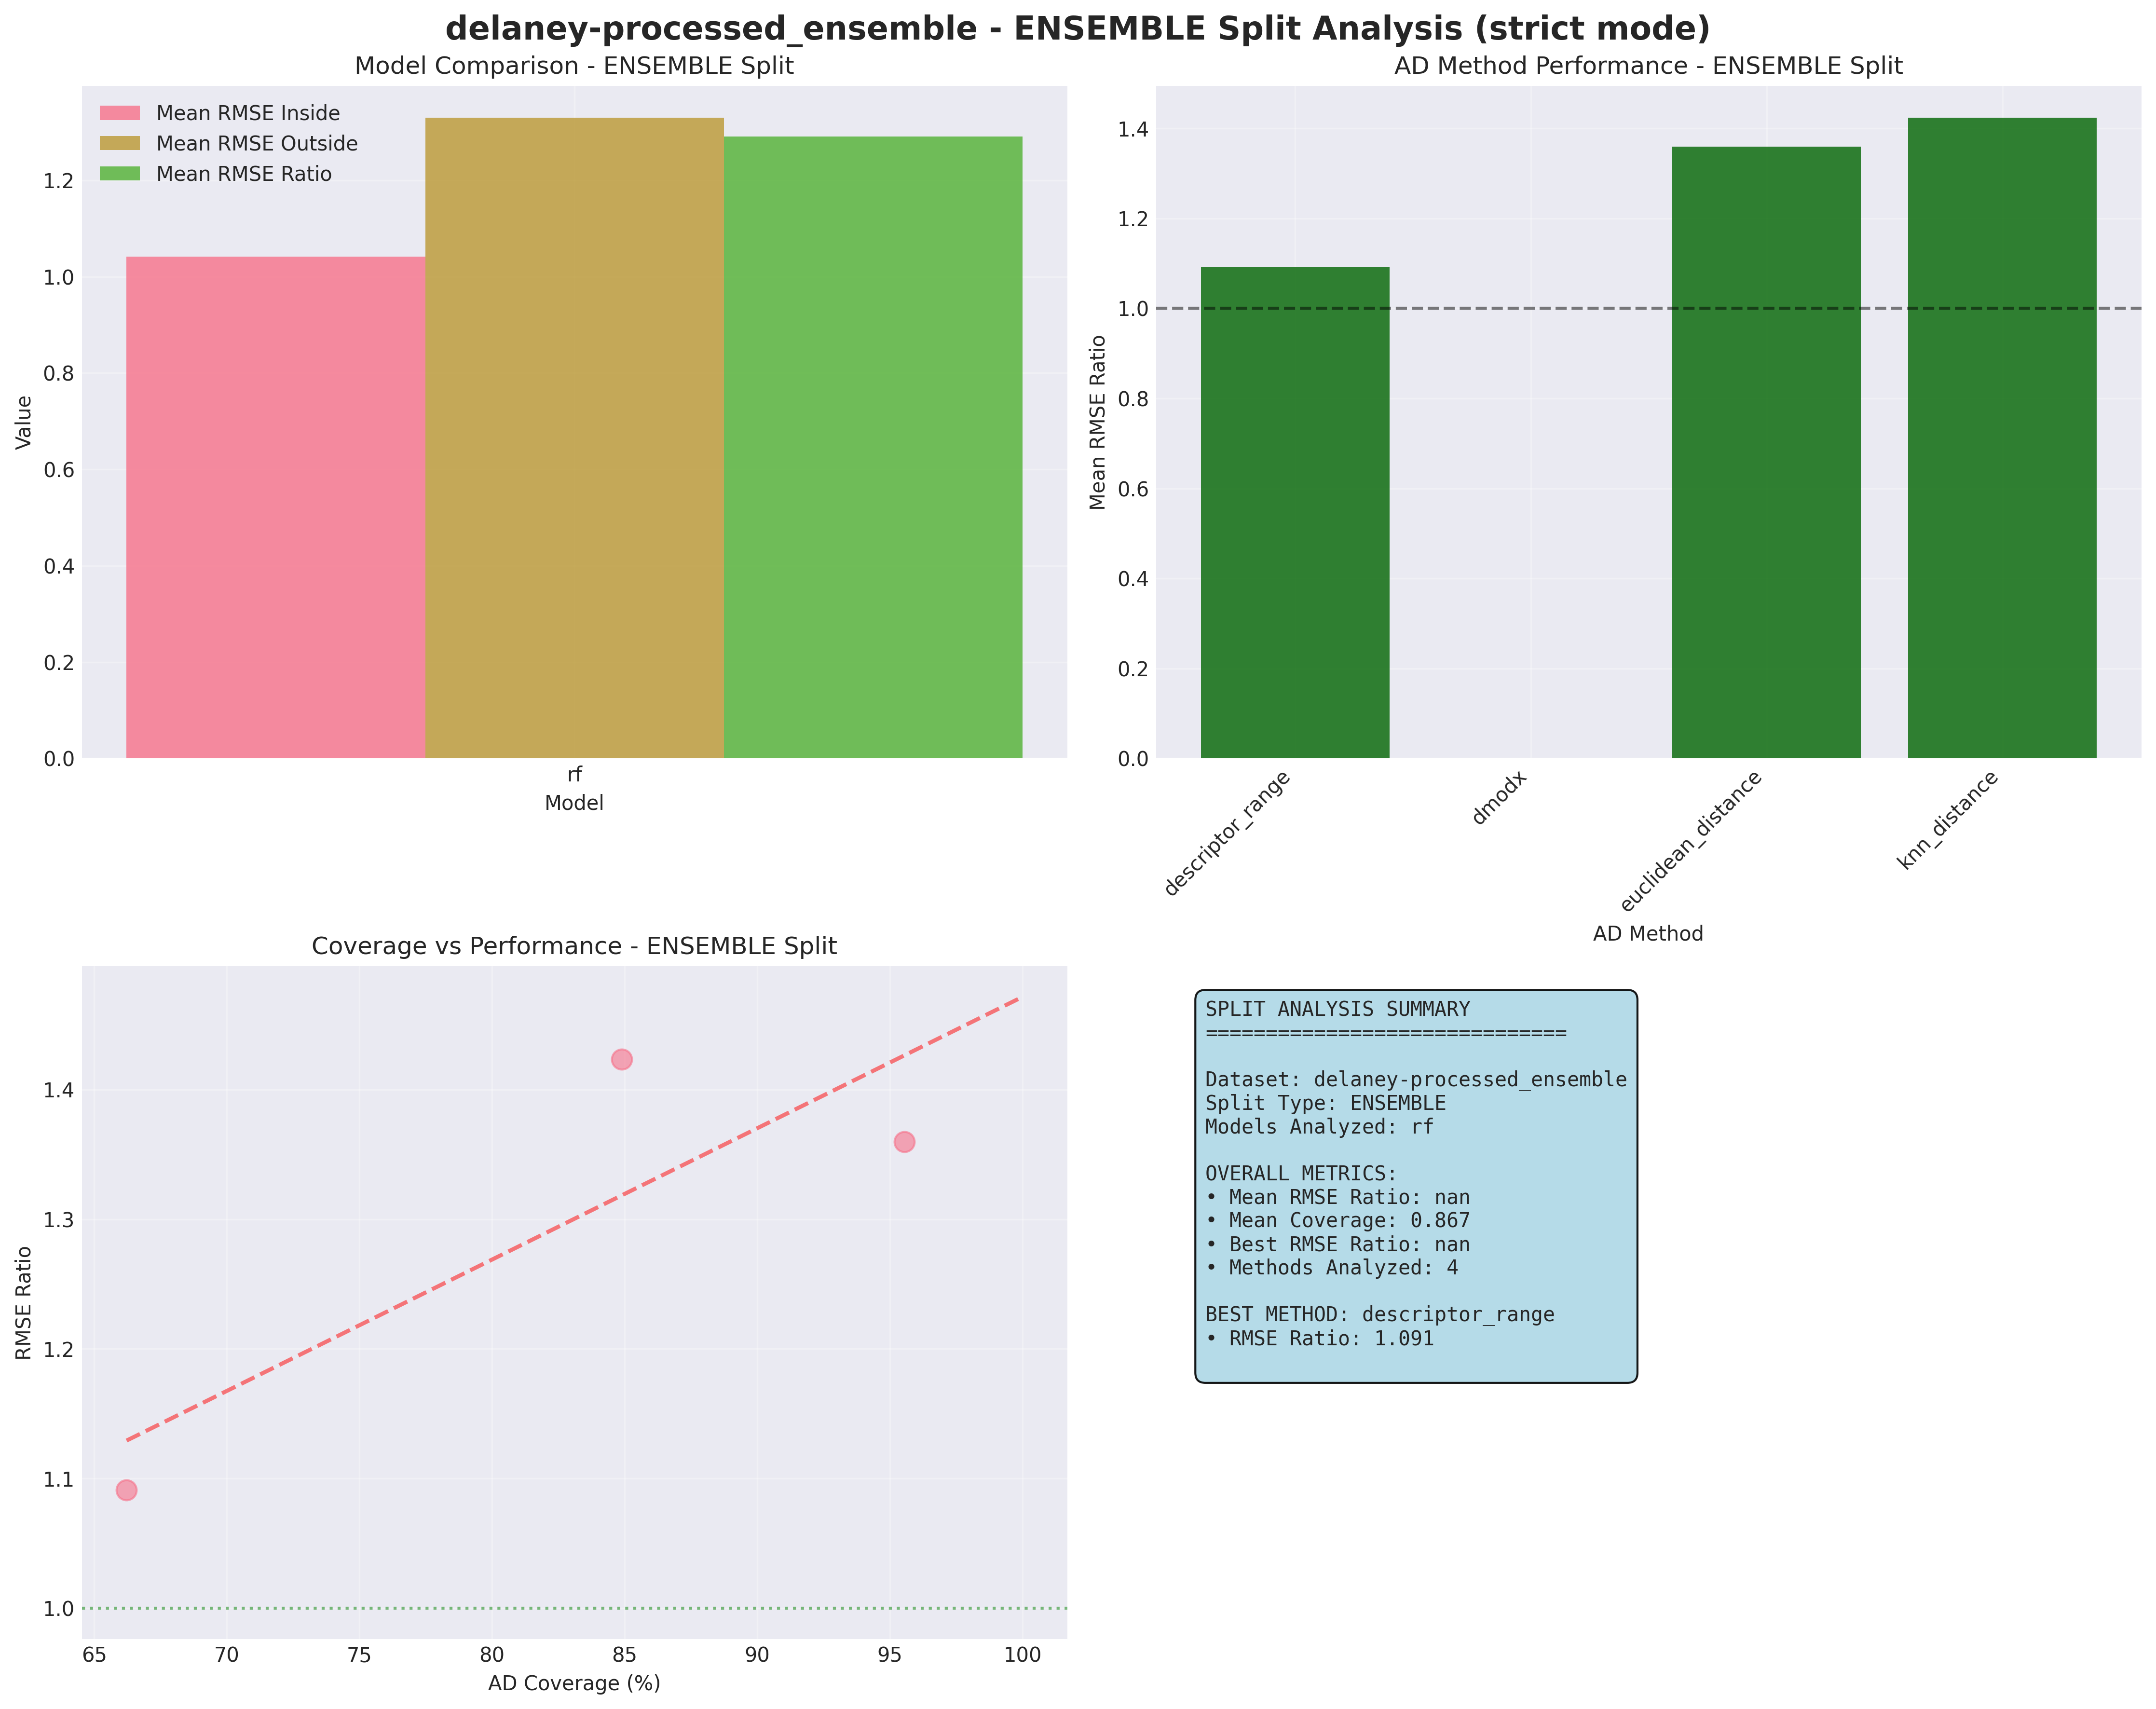 delaney-processed_ensemble - ENSEMBLE Split Analysis (strict mode)
Model Comparison - ENSEMBLE Split
Mean RMSE Inside
Mean RMSE Outside
Mean RMSE Ratio
Value
1.2
1.0
0.8
0.6
0.4
0.2
0.0
rf
Model
AD Method Performance - ENSEMBLE Split
Mean RMSE Ratio
1.4
1.2
1.0
0.8
0.6
0.4
0.2
0.0
descriptor_range
dmodx
euclidean_distance
knn_distance
AD Method
Coverage vs Performance - ENSEMBLE Split
RMSE Ratio
1.4
1.3
1.2
1.1
1.0
65 70 75 80 85 90 95 100
AD Coverage (%)
SPLIT ANALYSIS SUMMARY
==============================
Dataset: delaney-processed_ensemble
Split Type: ENSEMBLE
Models Analyzed: rf
OVERALL METRICS:
• Mean RMSE Ratio: nan
• Mean Coverage: 0.867
• Best RMSE Ratio: nan
• Methods Analyzed: 4
BEST METHOD: descriptor_range
• RMSE Ratio: 1.091